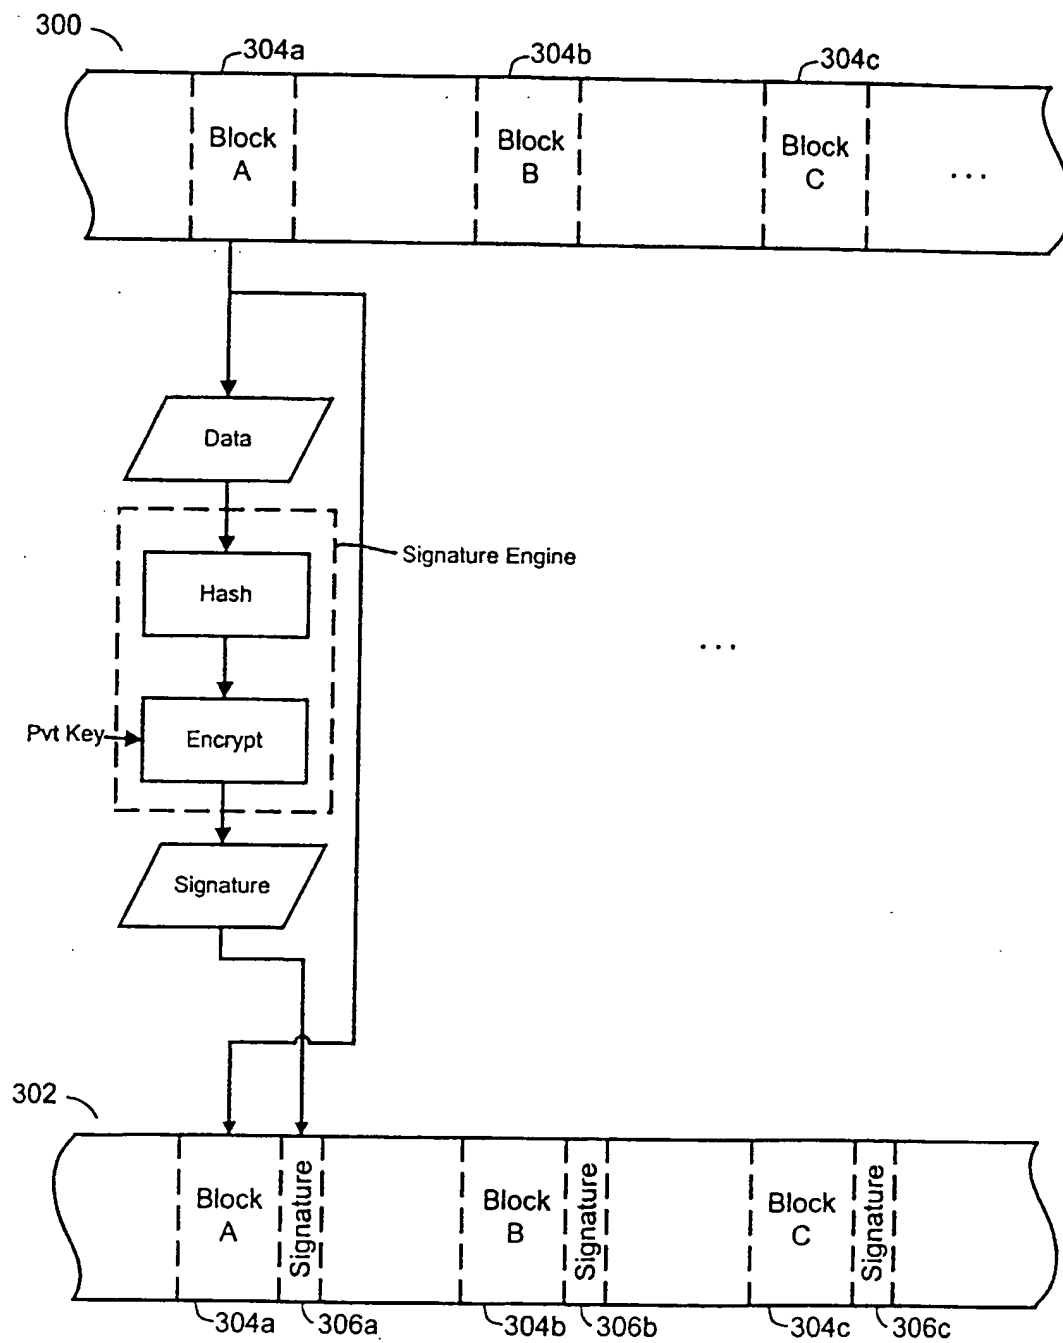 300
304a
304b
304c
Block
A
Block
B
Block
C
...
Data
Signature Engine
Hash
...
Pvt Key
Encrypt
Signature
302
Block
A
Signature
Block
B
Signature
Block
C
Signature
304a
306a
304b
306b
304c
306c